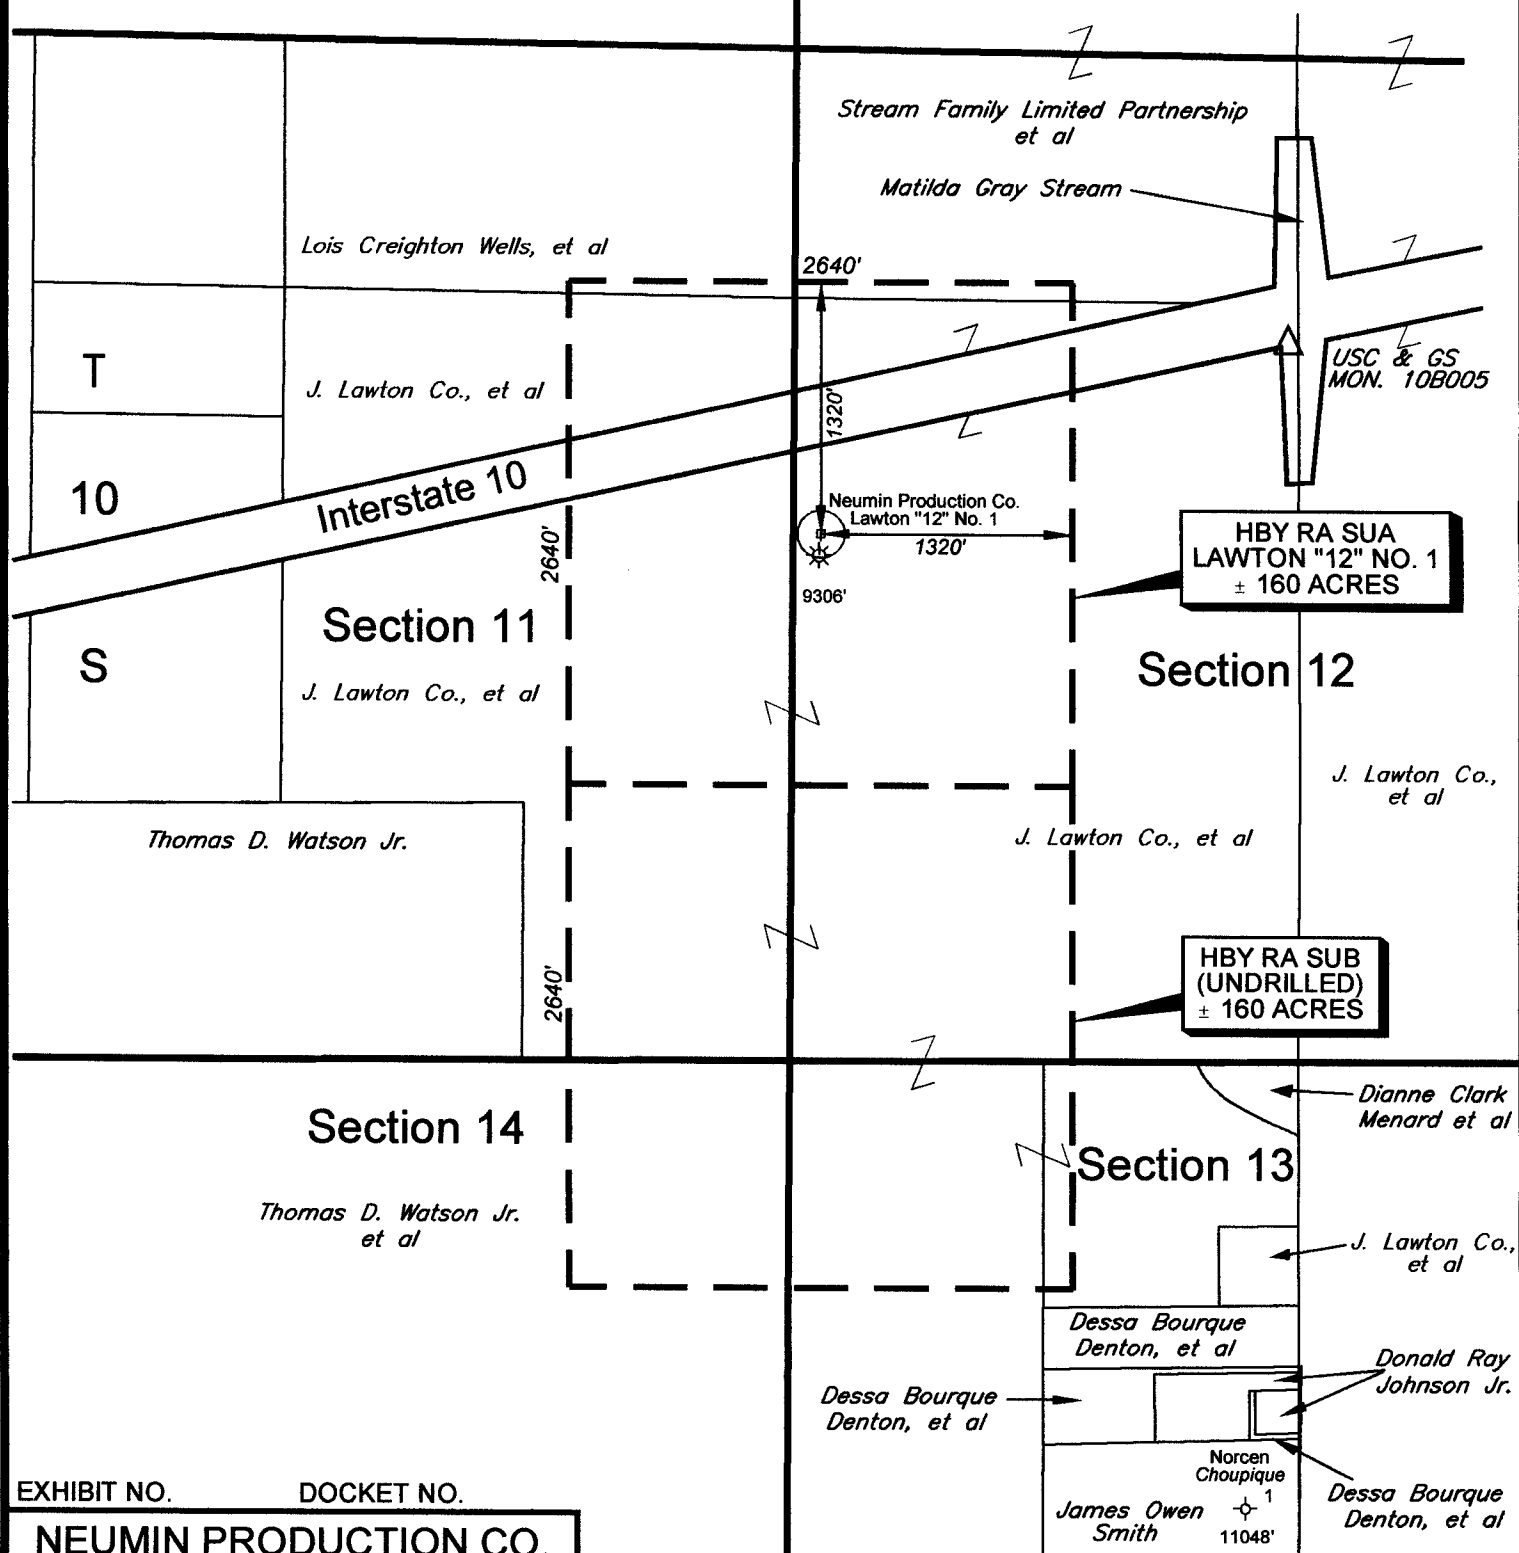 Stream Family Limited Partnership
et al
Matilda Gray Stream
Lois Creighton Wells, et al
2640'
T
J. Lawton Co., et al
1320'
USC & GS
MON. 10B005
10
Interstate 10
Neumin Production Co.
Lawton "12" No. 1
1320'
2640'
9306'
HBY RA SUA
LAWTON "12" NO. 1
± 160 ACRES
Section 11
S
Section 12
J. Lawton Co., et al
J. Lawton Co.,
et al
Thomas D. Watson Jr.
J. Lawton Co., et al
2640'
HBY RA SUB
(UNDRILLED)
± 160 ACRES
Section 14
Dianne Clark
Menard et al
Section 13
Thomas D. Watson Jr.
et al
J. Lawton Co.,
et al
Dessa Bourque
Denton, et al
Donald Ray
Johnson Jr.
Dessa Bourque
Denton, et al
Norcen
Choupique
1
11048'
James Owen
Smith
Dessa Bourque
Denton, et al
EXHIBIT NO. DOCKET NO.
NEUMIN PRODUCTION CO.